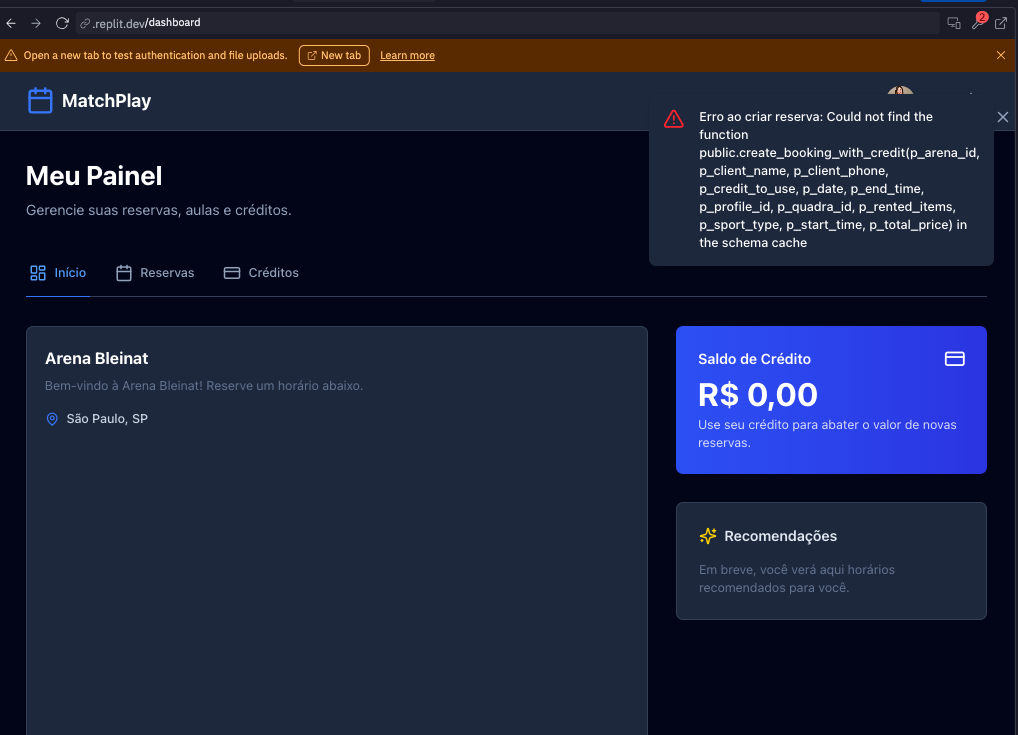 .replit.dev/dashboard
2
Open a new tab to test authentication and file uploads.
New tab
Learn more
MatchPlay
Erro ao criar reserva: Could not find the
function
public.create_booking_with_credit(p_arena_id,
p_client_name, p_client_phone,
p_credit_to_use, p_date, p_end_time,
p_profile_id, p_quadra_id, p_rented_items,
p_sport_type, p_start_time, p_total_price) in
the schema cache
Meu Painel
Gerencie suas reservas, aulas e créditos.
Início
Reservas
Créditos
Arena Bleinat
Bem-vindo à Arena Bleinat! Reserve um horário abaixo.
São Paulo, SP
Saldo de Crédito
R$ 0,00
Use seu crédito para abater o valor de novas
reservas.
Recomendações
Em breve, você verá aqui horários
recomendados para você.